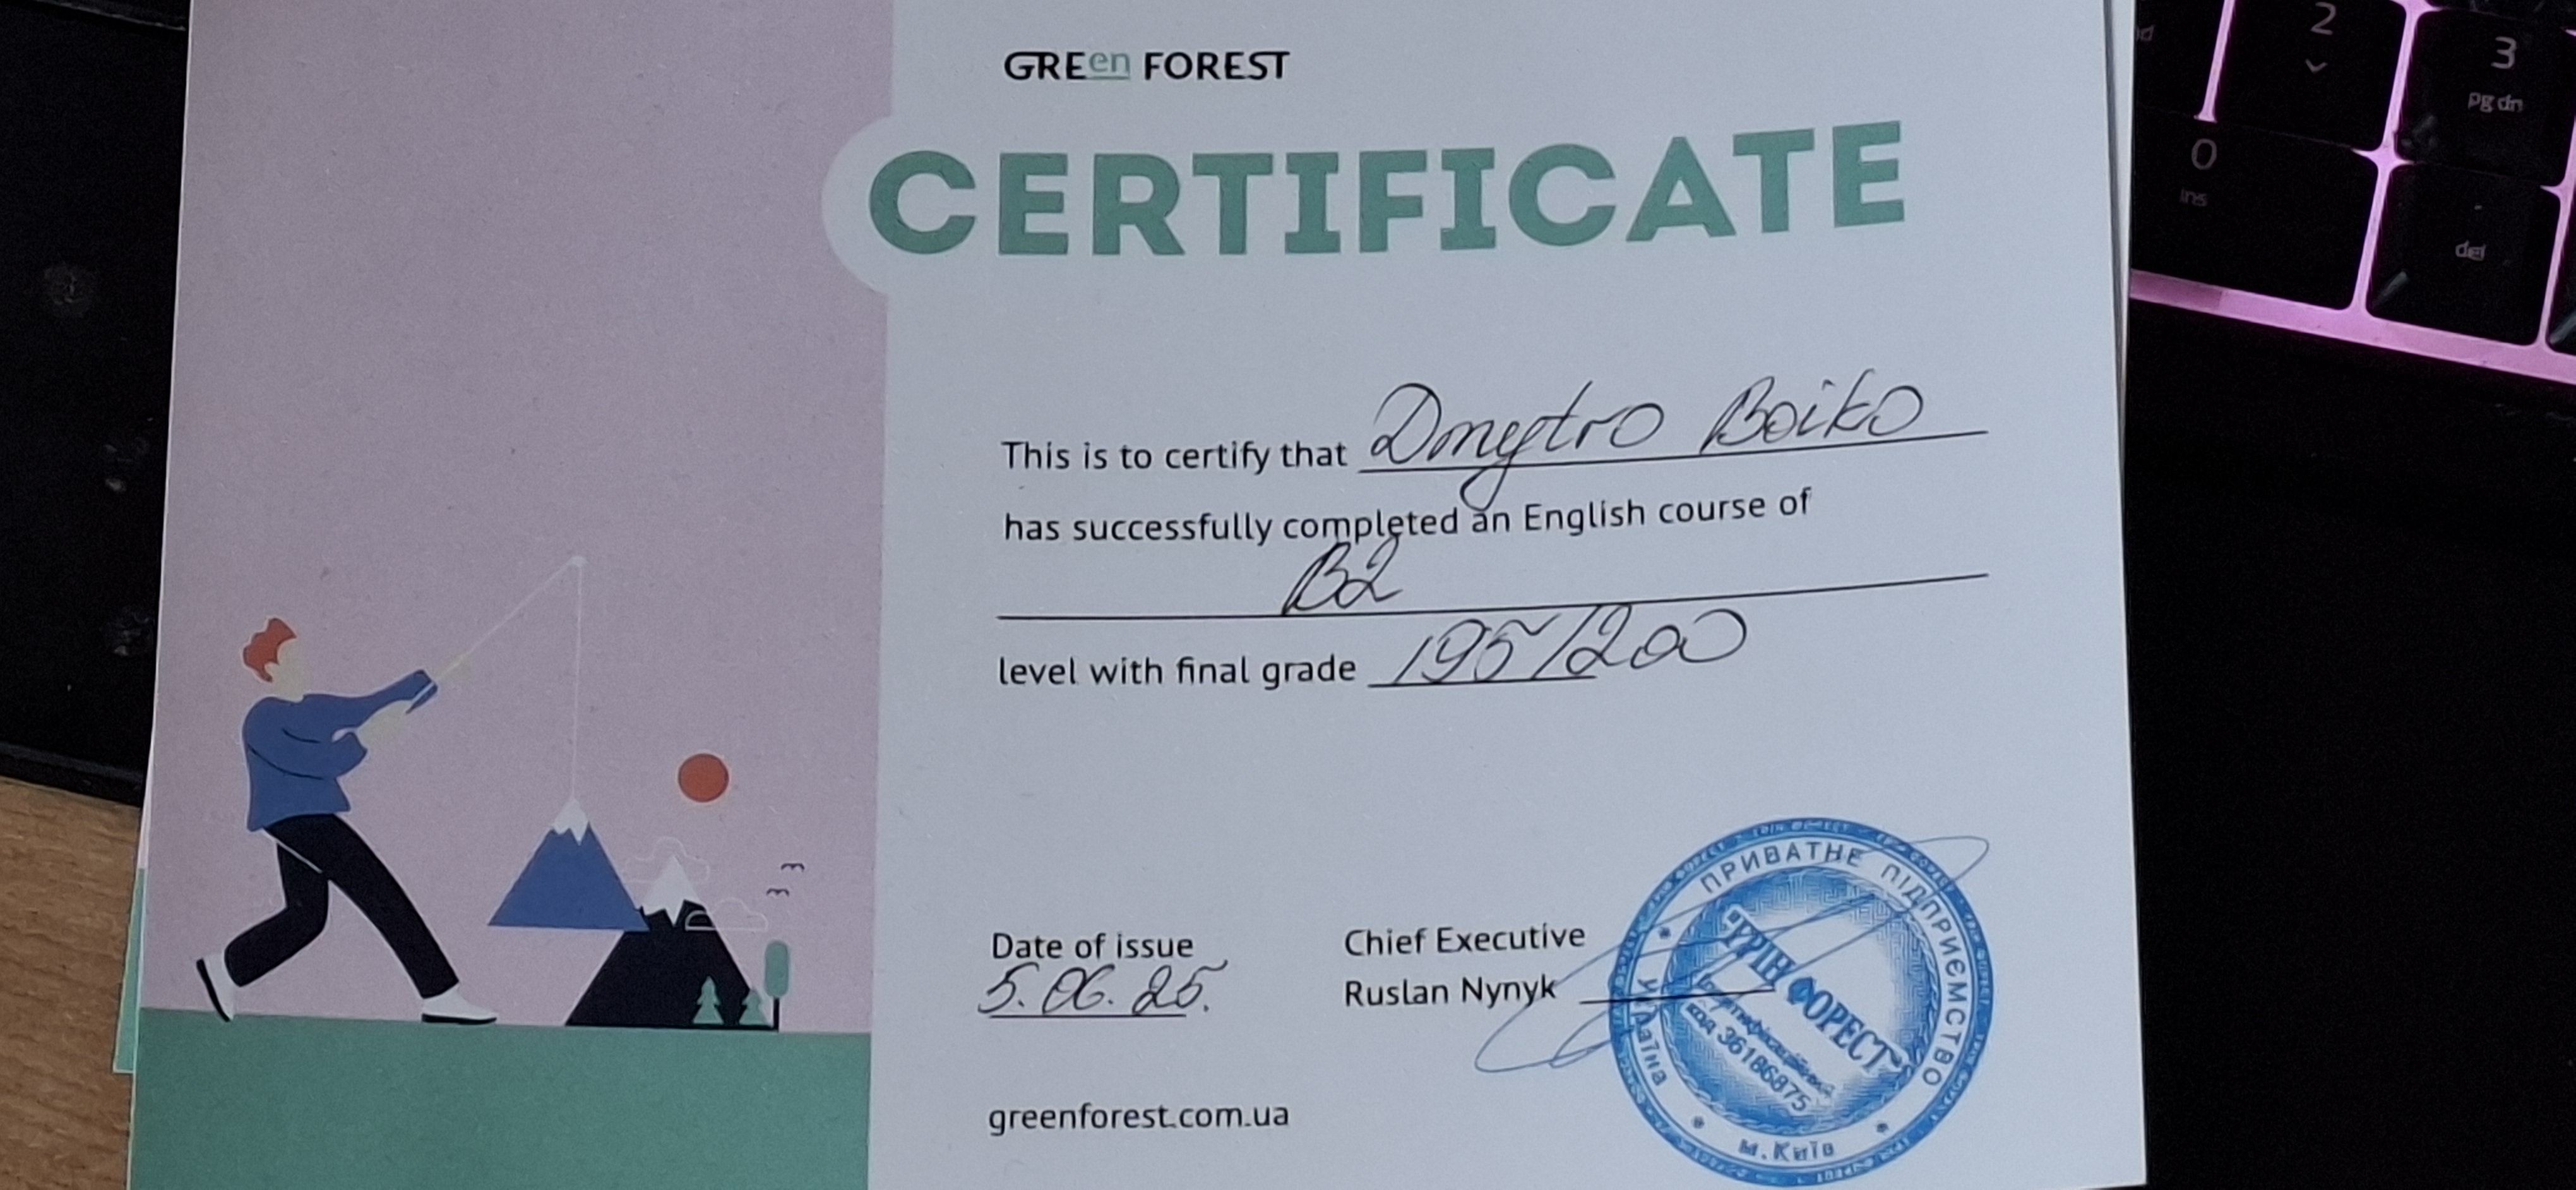 GREen FOREST
CERTIFICATE
This is to certify that Dmytro Boiko
has successfully completed an English course of
B2
level with final grade 195/200
Date of issue
5.06.25.
Chief Executive
Ruslan Nynyk
greenforest.com.ua
ПРИВАТНЕ ПІДПРИЄМСТВО
"ГРІН ФОРЕСТ"
Ідентифікаційний
код 36186875
Україна
м.Київ
2
3
pg dn
0
ins
.
del